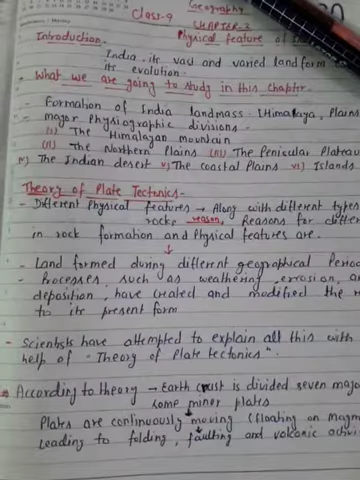 Geography
Class-9
CHAPTER-2
Introduction Physical feature of
India, its vast and varied land form
its evolution.
- What we are going to study in this chapter
- Formation of India landmass - Himalaya, Plains
- major Physiographic divisions.
(i) The Himalayan mountain
(ii) The Northern Plains (iii) The Penicular Plateau
iv) The Indian desert v) The Coastal Plains vi) Islands
Theory of Plate Tectonics-
- Different Physical features → Along with different types
rock, reason, Reasons for differ
in rock formation and Physical features are.
↓
- Land formed during different geographical Period
- Processes, such as weathering, errosion, an
deposition, have created and modified the
to its present form
- Scientists have attempted to explain all this with
help of "Theory of Plate tectonics".
According to theory → Earth crust is divided seven major
some miner plates
Plates are continuously moving (floating on magm
leading to folding, faulting and volcanic activi